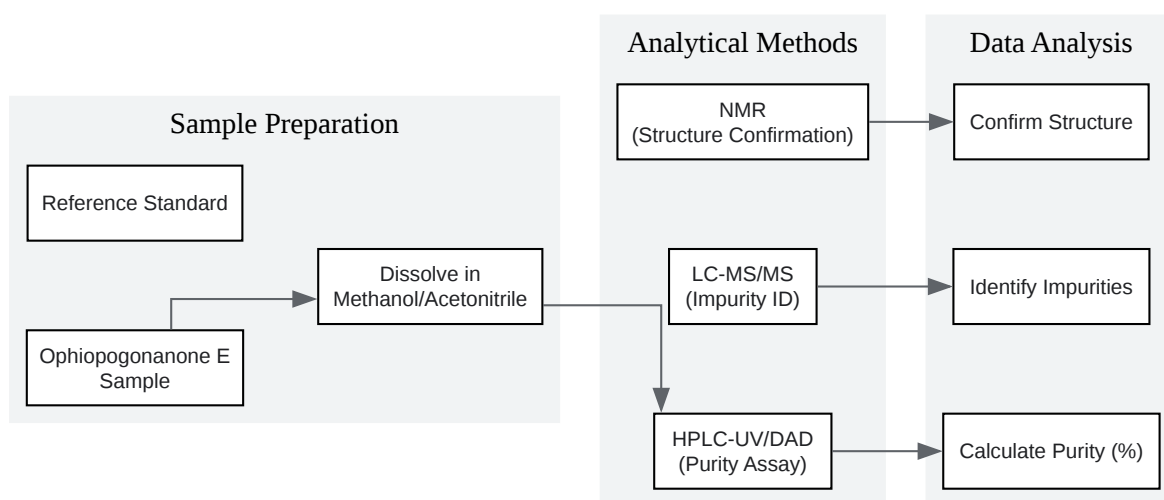 Sample Preparation
Reference Standard
Ophiopogonanone E
Sample
Dissolve in
Methanol/Acetonitrile
Analytical Methods
NMR
(Structure Confirmation)
LC-MS/MS
(Impurity ID)
HPLC-UV/DAD
(Purity Assay)
Data Analysis
Confirm Structure
Identify Impurities
Calculate Purity (%)